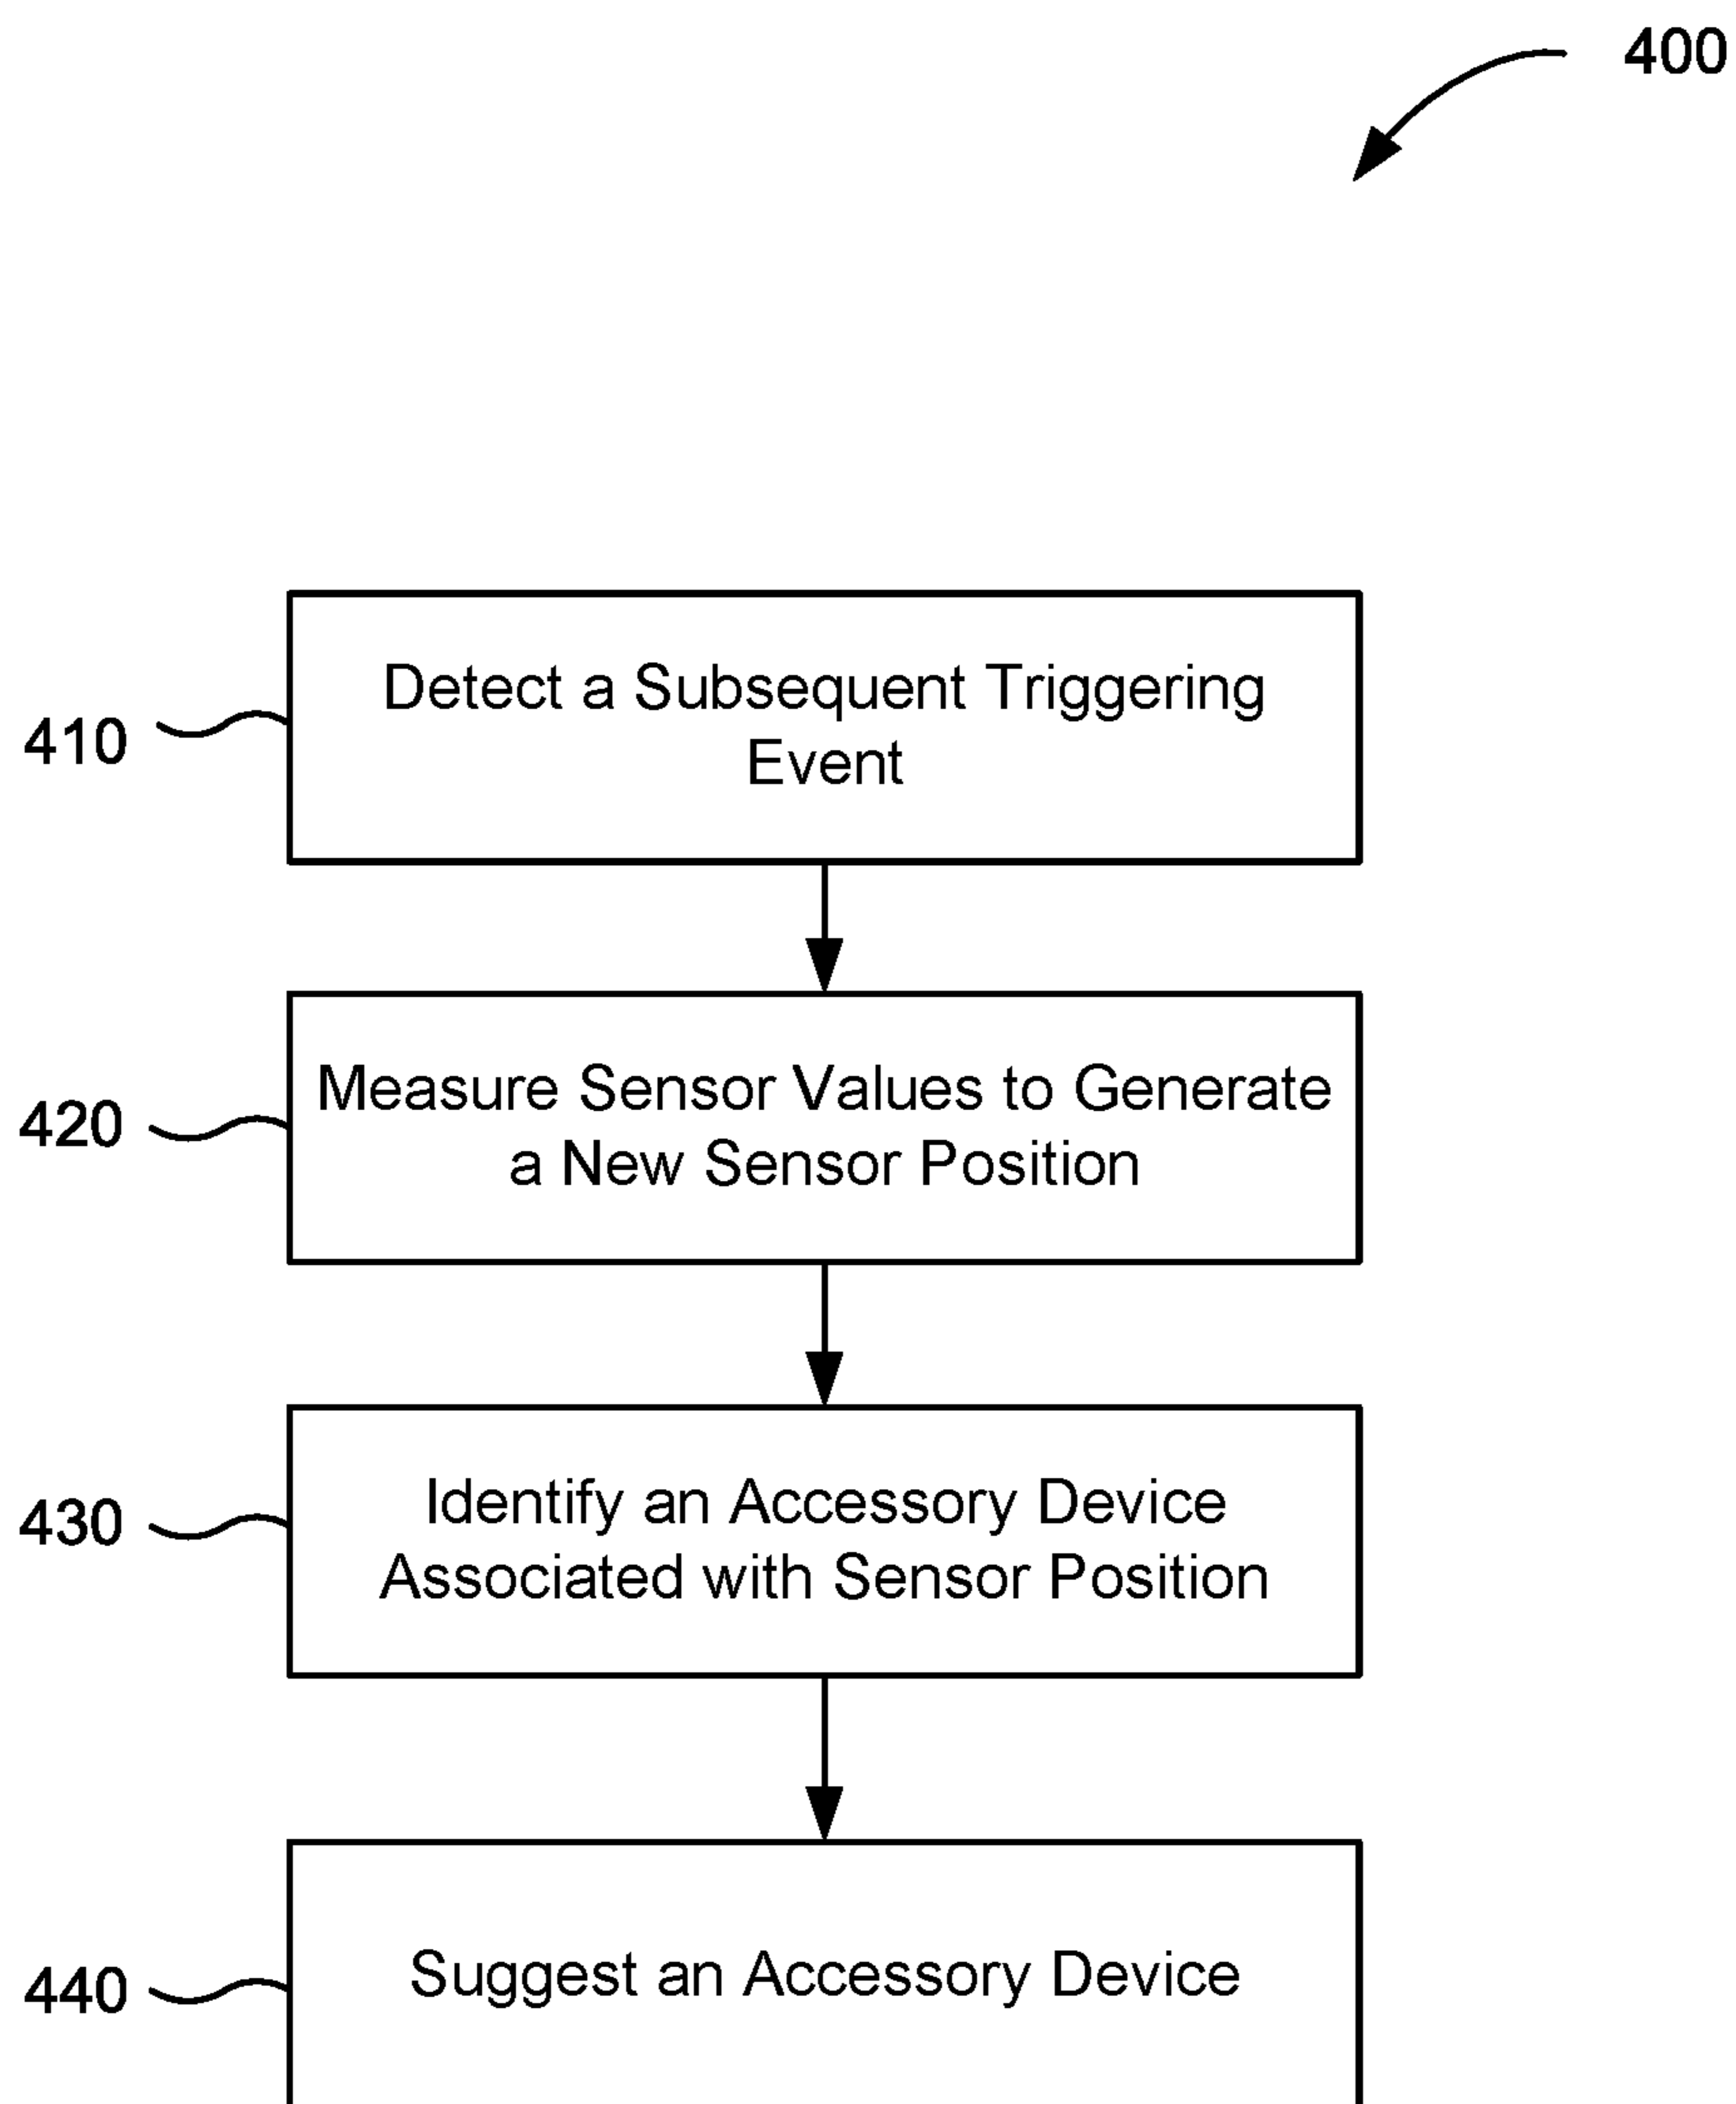 400
410
Detect a Subsequent Triggering
Event
420
Measure Sensor Values to Generate
a New Sensor Position
430
Identify an Accessory Device
Associated with Sensor Position
440
Suggest an Accessory Device